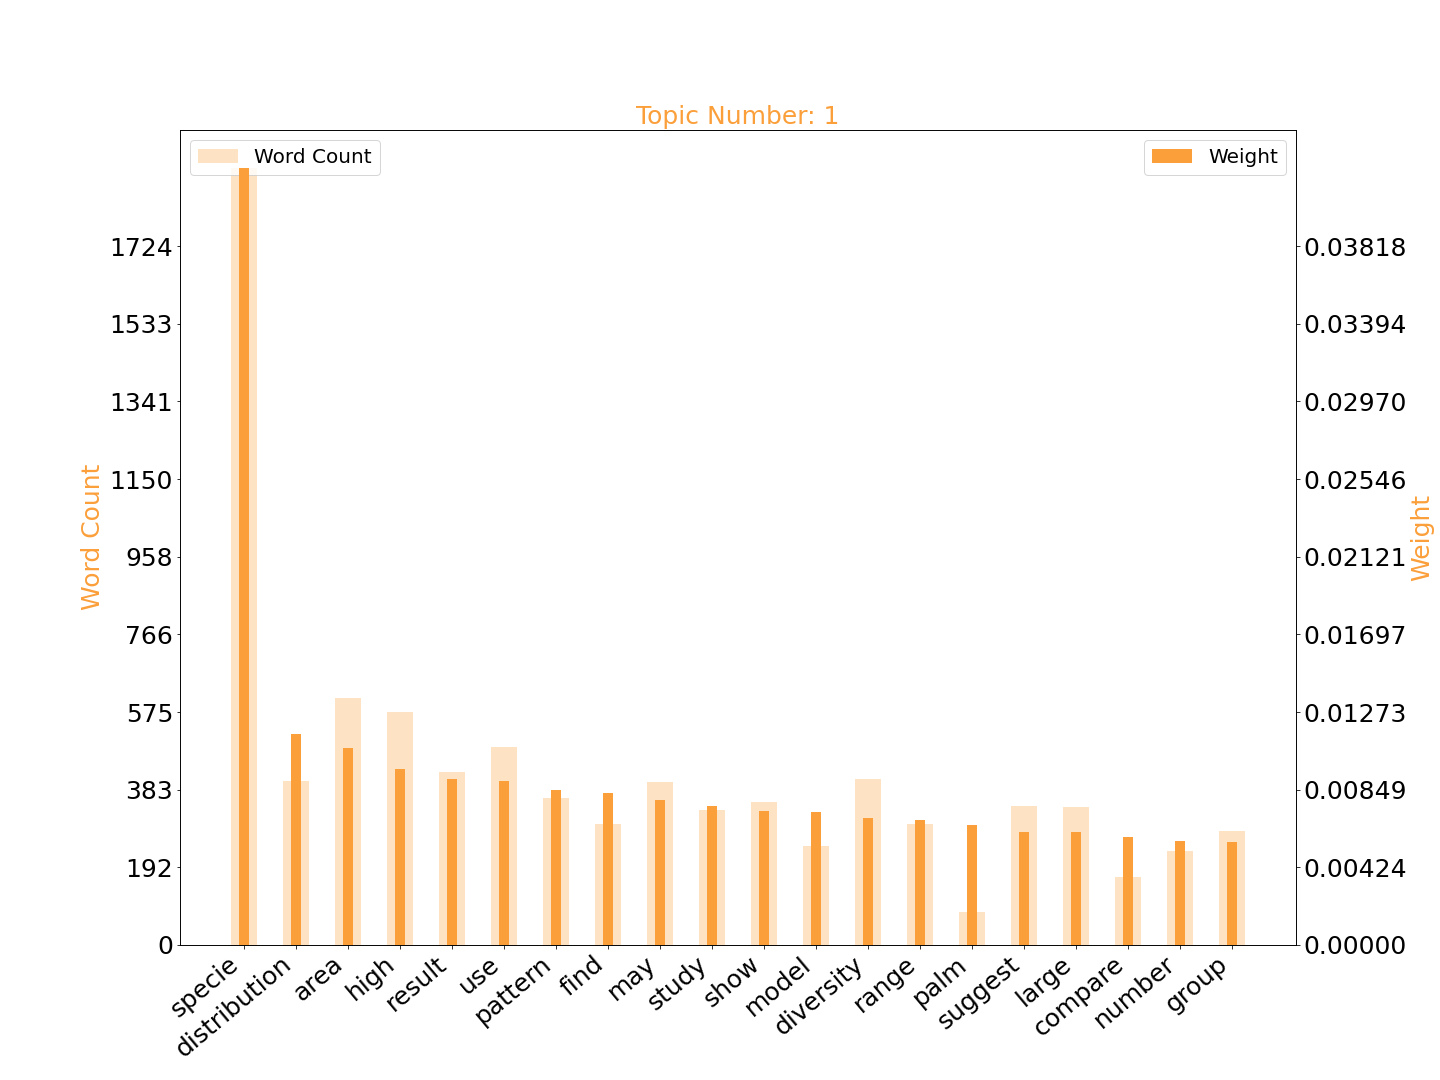 Topic Number: 1
Word Count
Weight
1724
1533
1341
1150
958
766
575
383
192
0
Word Count
0.03818
0.03394
0.02970
0.02546
0.02121
0.01697
0.01273
0.00849
0.00424
0.00000
Weight
specie
distribution
area
high
result
use
pattern
find
may
study
show
model
diversity
range
palm
suggest
large
compare
number
group